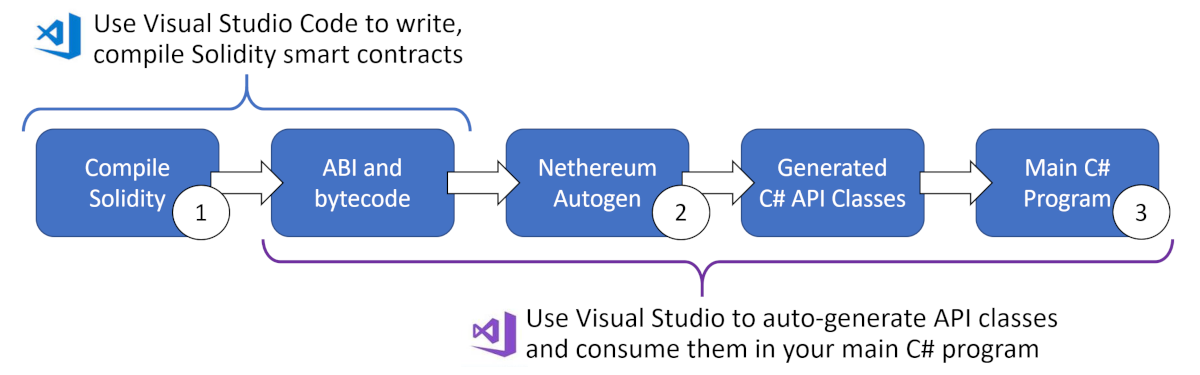 Use Visual Studio Code to write,
compile Solidity smart contracts
Compile
Solidity
1
ABI and
bytecode
Nethereum
Autogen
2
Generated
C# API Classes
Main C#
Program
3
Use Visual Studio to auto-generate API classes
and consume them in your main C# program